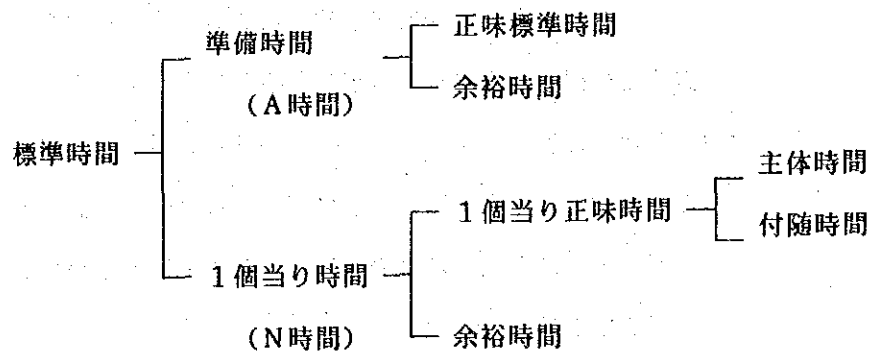 準備時間
(A時間)
正味標準時間
余裕時間
標準時間
1個当り時間
(N時間)
1個当り正味時間
主体時間
付随時間
余裕時間